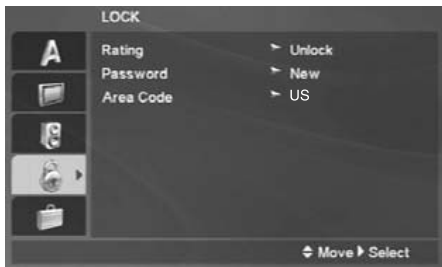 LOCK
A
Rating Unlock
Password New
Area Code US
Move Select